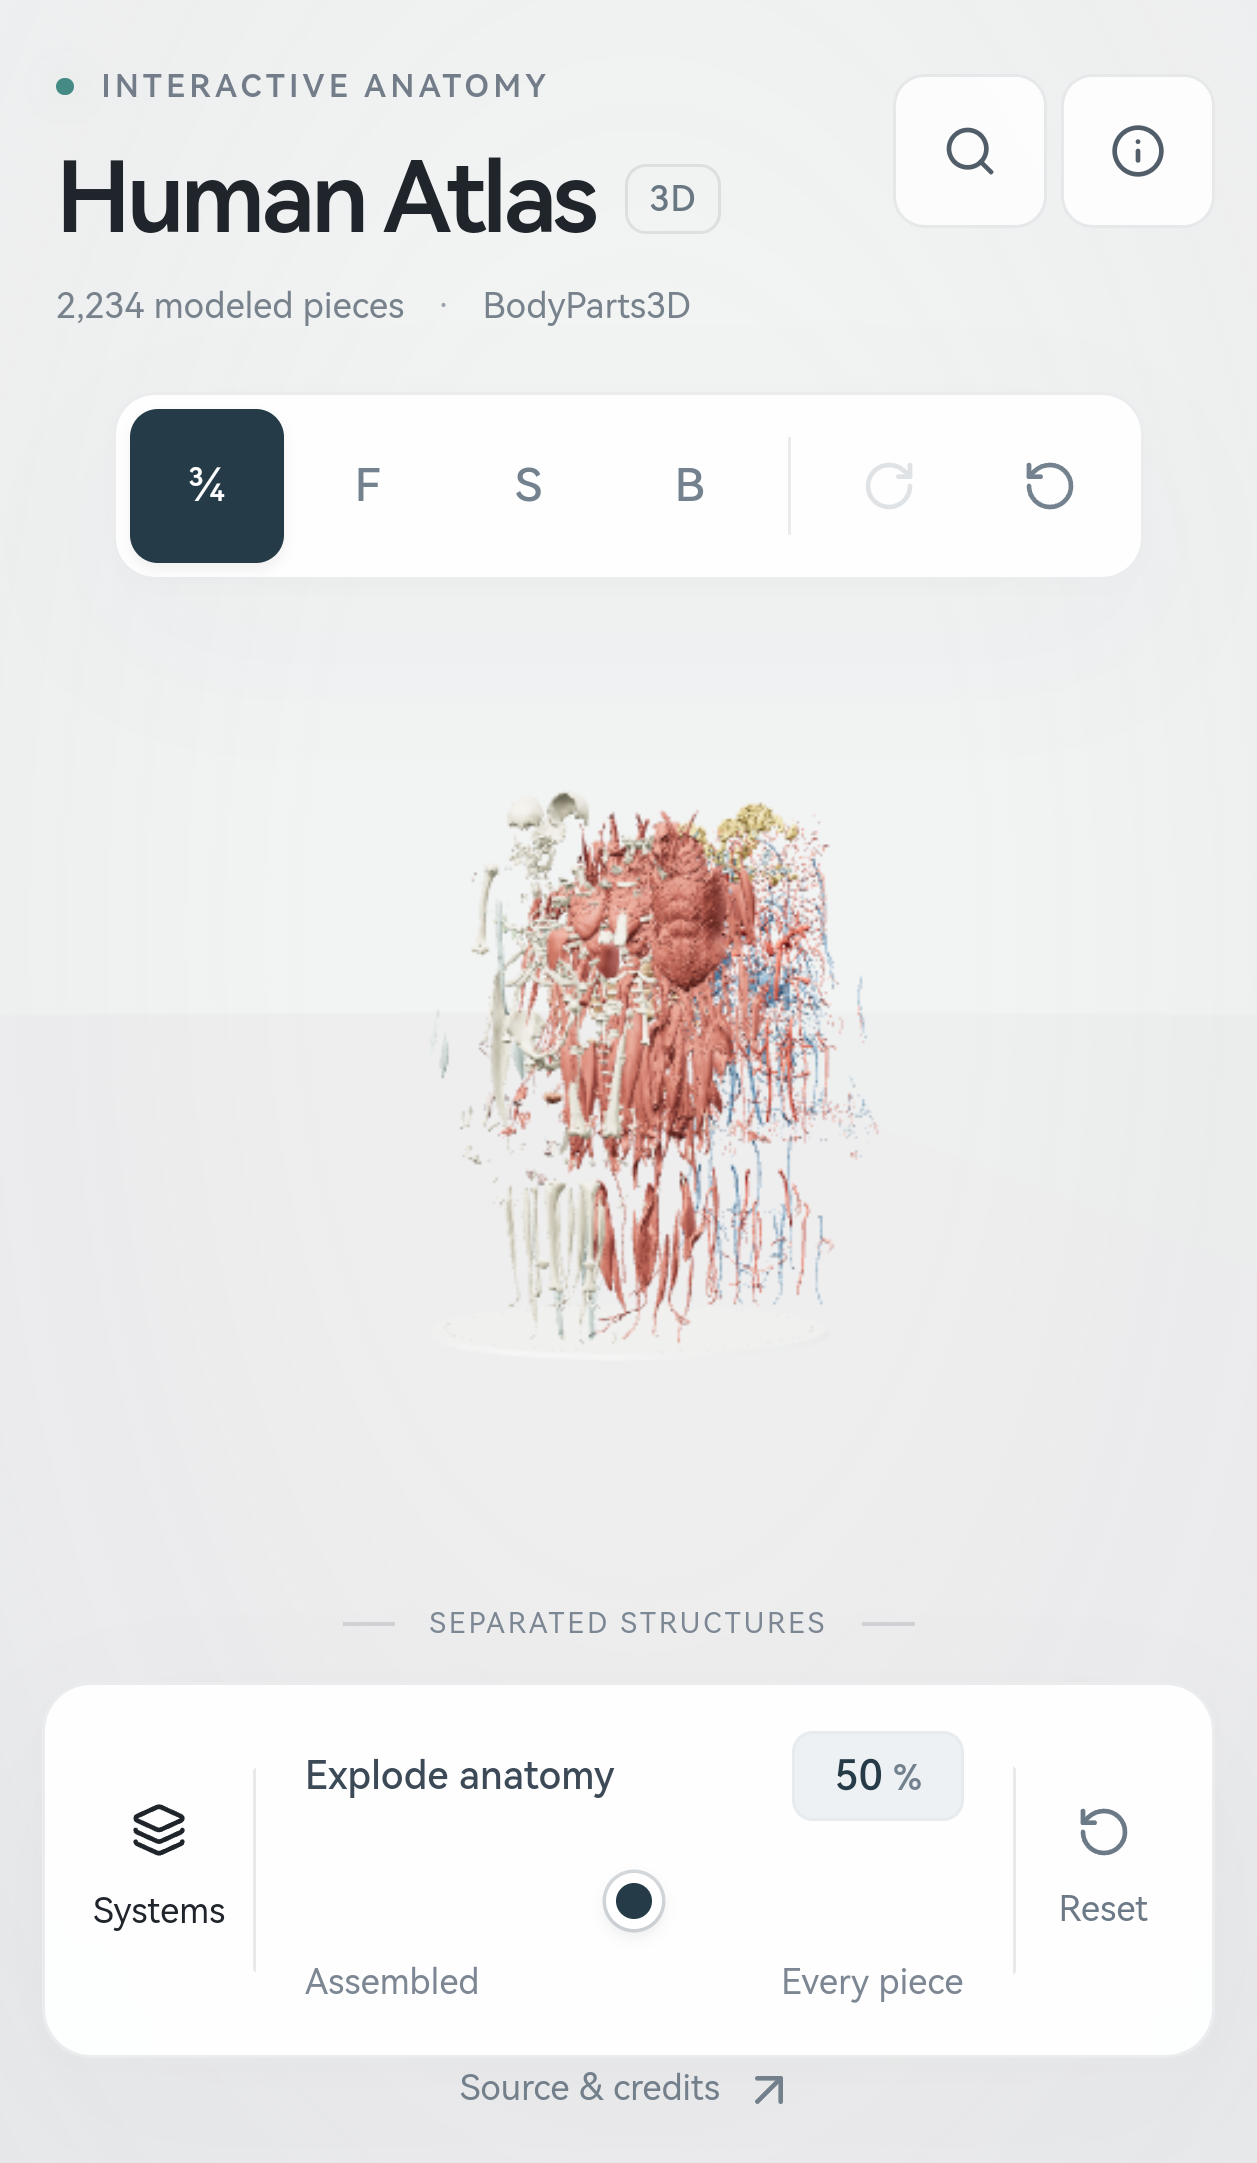 INTERACTIVE ANATOMY
Human Atlas 3D
2,234 modeled pieces · BodyParts3D
¾ F S B
SEPARATED STRUCTURES
Explode anatomy 50 %
Systems
Reset
Assembled Every piece
Source & credits